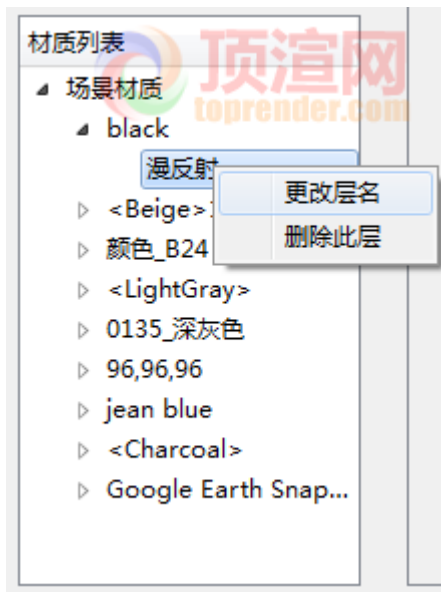 材质列表
顶渲网
toprender.com
场景材质
black
漫反射
更改层名
<Beige>
删除此层
颜色_B24
<LightGray>
0135_深灰色
96,96,96
jean blue
<Charcoal>
Google Earth Snap...